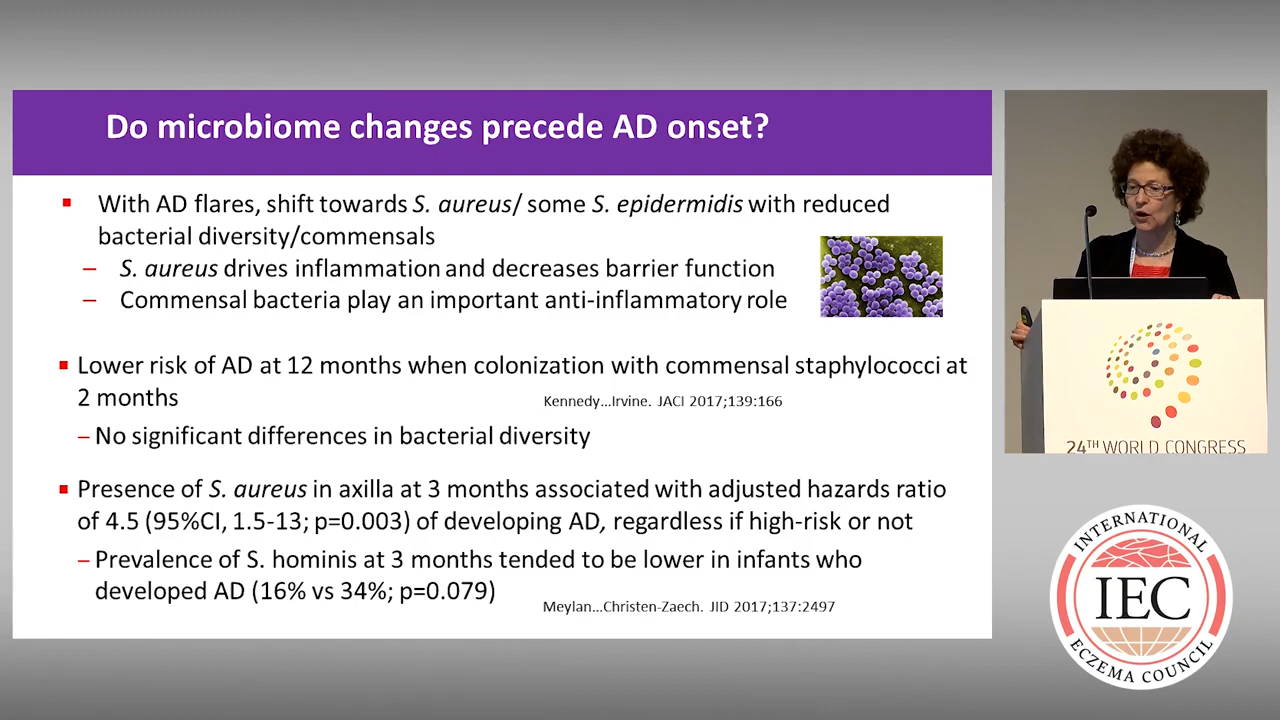 Do microbiome changes precede AD onset?
▪ With AD flares, shift towards S. aureus/ some S. epidermidis with reduced
bacterial diversity/commensals
– S. aureus drives inflammation and decreases barrier function
– Commensal bacteria play an important anti-inflammatory role
▪ Lower risk of AD at 12 months when colonization with commensal staphylococci at
2 months
Kennedy...Irvine. JACI 2017;139:166
– No significant differences in bacterial diversity
▪ Presence of S. aureus in axilla at 3 months associated with adjusted hazards ratio
of 4.5 (95%CI, 1.5-13; p=0.003) of developing AD, regardless if high-risk or not
– Prevalence of S. hominis at 3 months tended to be lower in infants who
developed AD (16% vs 34%; p=0.079)
Meylan...Christen-Zaech. JID 2017;137:2497
24TH WORLD CONGRESS
INTERNATIONAL
IEC
ECZEMA COUNCIL